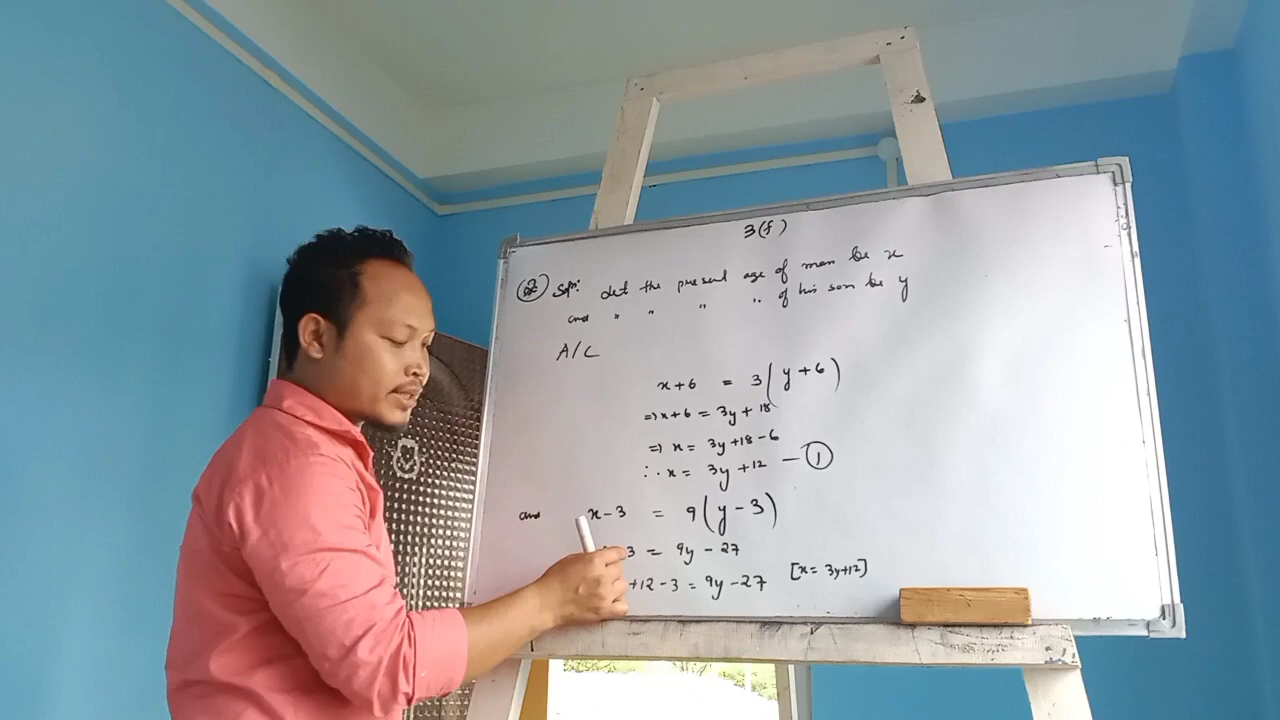 3(f)
Solⁿ: Let the present age of man be x
and " " " " of his son be y
A/C
x+6 = 3(y+6)
⇒ x+6 = 3y+18
⇒ x = 3y+18-6
∴ x = 3y+12 — ①
and x-3 = 9(y-3)
3 = 9y-27
+12-3 = 9y-27 [x = 3y+12]